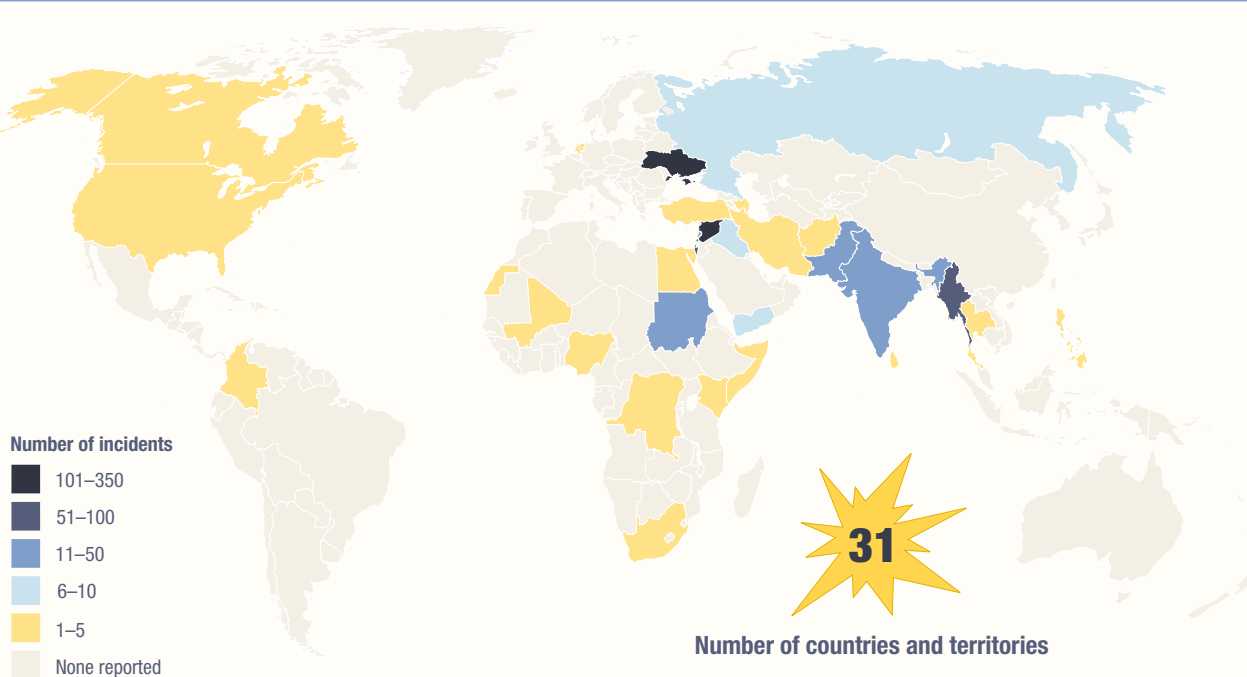 Number of incidents
101–350
51–100
11–50
6–10
1–5
None reported
31
Number of countries and territories